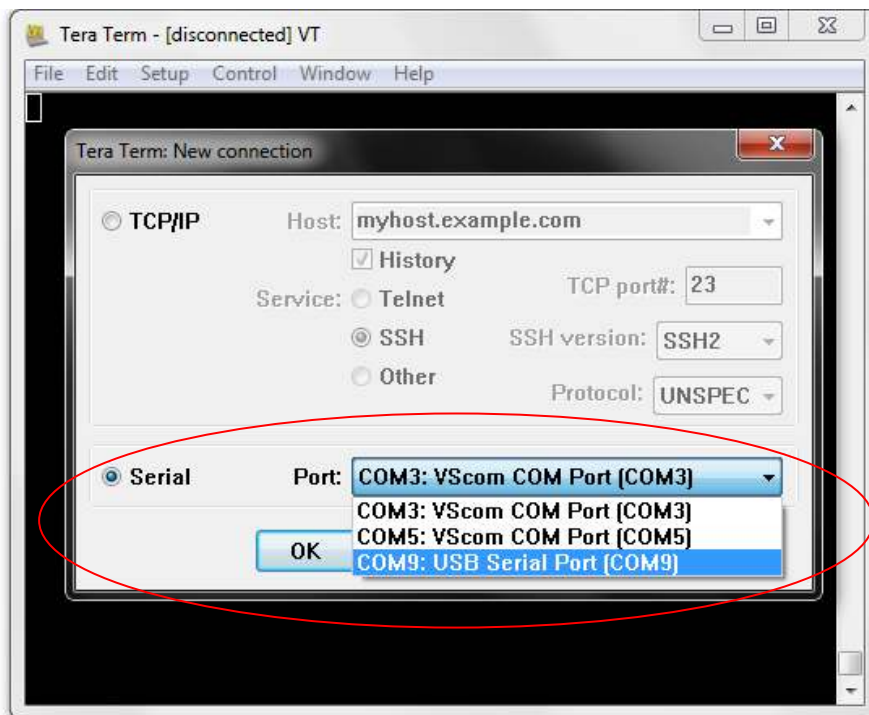 Tera Term - [disconnected] VT
File Edit Setup Control Window Help
Tera Term: New connection
TCP/IP Host: myhost.example.com
History
Service: Telnet TCP port#: 23
SSH SSH version: SSH2
Other Protocol: UNSPEC
Serial Port: COM3: VScom COM Port (COM3)
COM3: VScom COM Port (COM3)
COM5: VScom COM Port (COM5)
OK COM9: USB Serial Port (COM9)